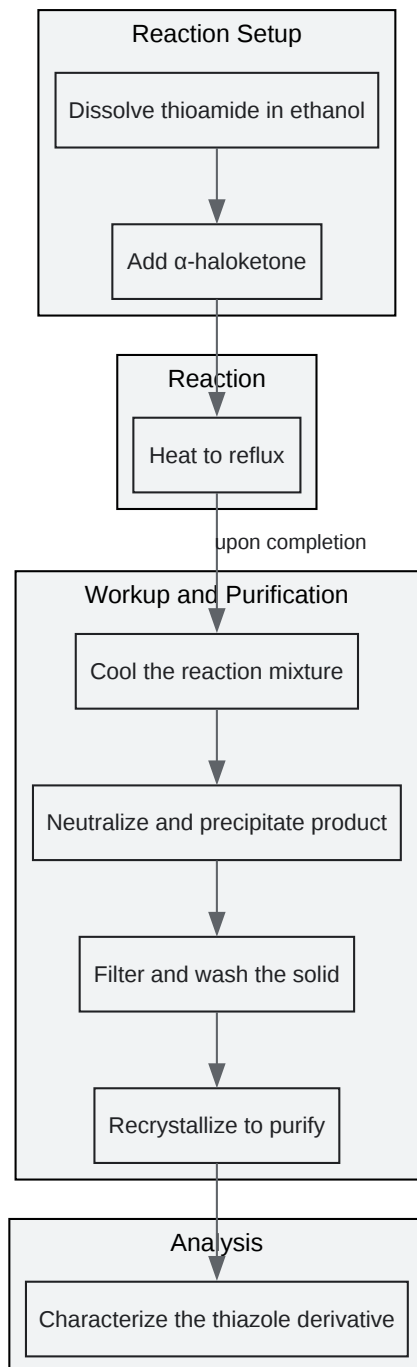 Reaction Setup
Dissolve thioamide in ethanol
Add α-haloketone
Reaction
Heat to reflux
upon completion
Workup and Purification
Cool the reaction mixture
Neutralize and precipitate product
Filter and wash the solid
Recrystallize to purify
Analysis
Characterize the thiazole derivative